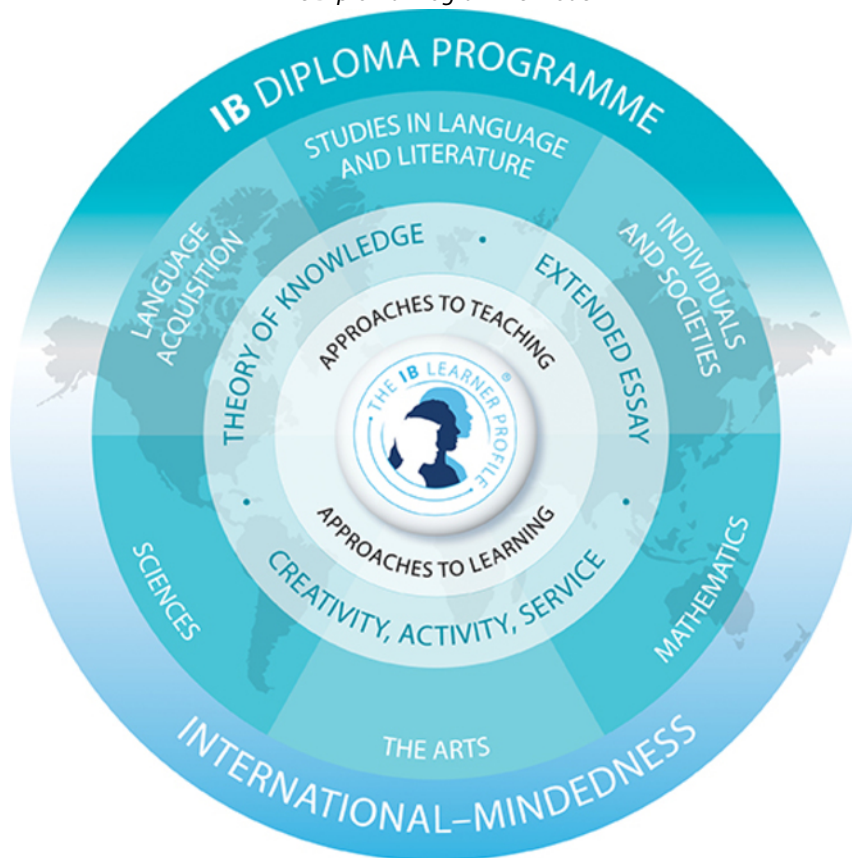 IB DIPLOMA PROGRAMME
STUDIES IN LANGUAGE
AND LITERATURE
LANGUAGE
ACQUISITION
INDIVIDUALS
AND SOCIETIES
THEORY OF KNOWLEDGE
EXTENDED ESSAY
APPROACHES TO TEACHING
THE IB LEARNER PROFILE ®
APPROACHES TO LEARNING
CREATIVITY, ACTIVITY, SERVICE
SCIENCES
MATHEMATICS
THE ARTS
INTERNATIONAL–MINDEDNESS